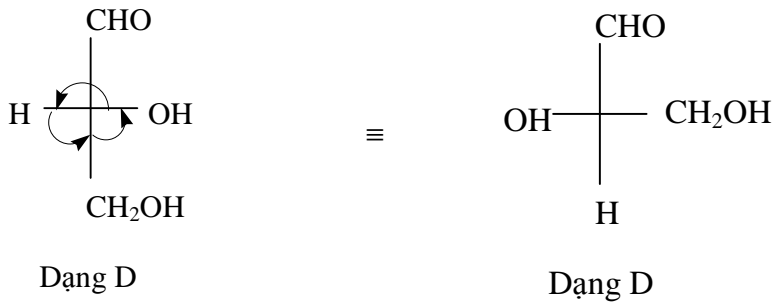 CHO
H OH
CH₂OH
Dạng D
≡
CHO
OH CH₂OH
H
Dạng D